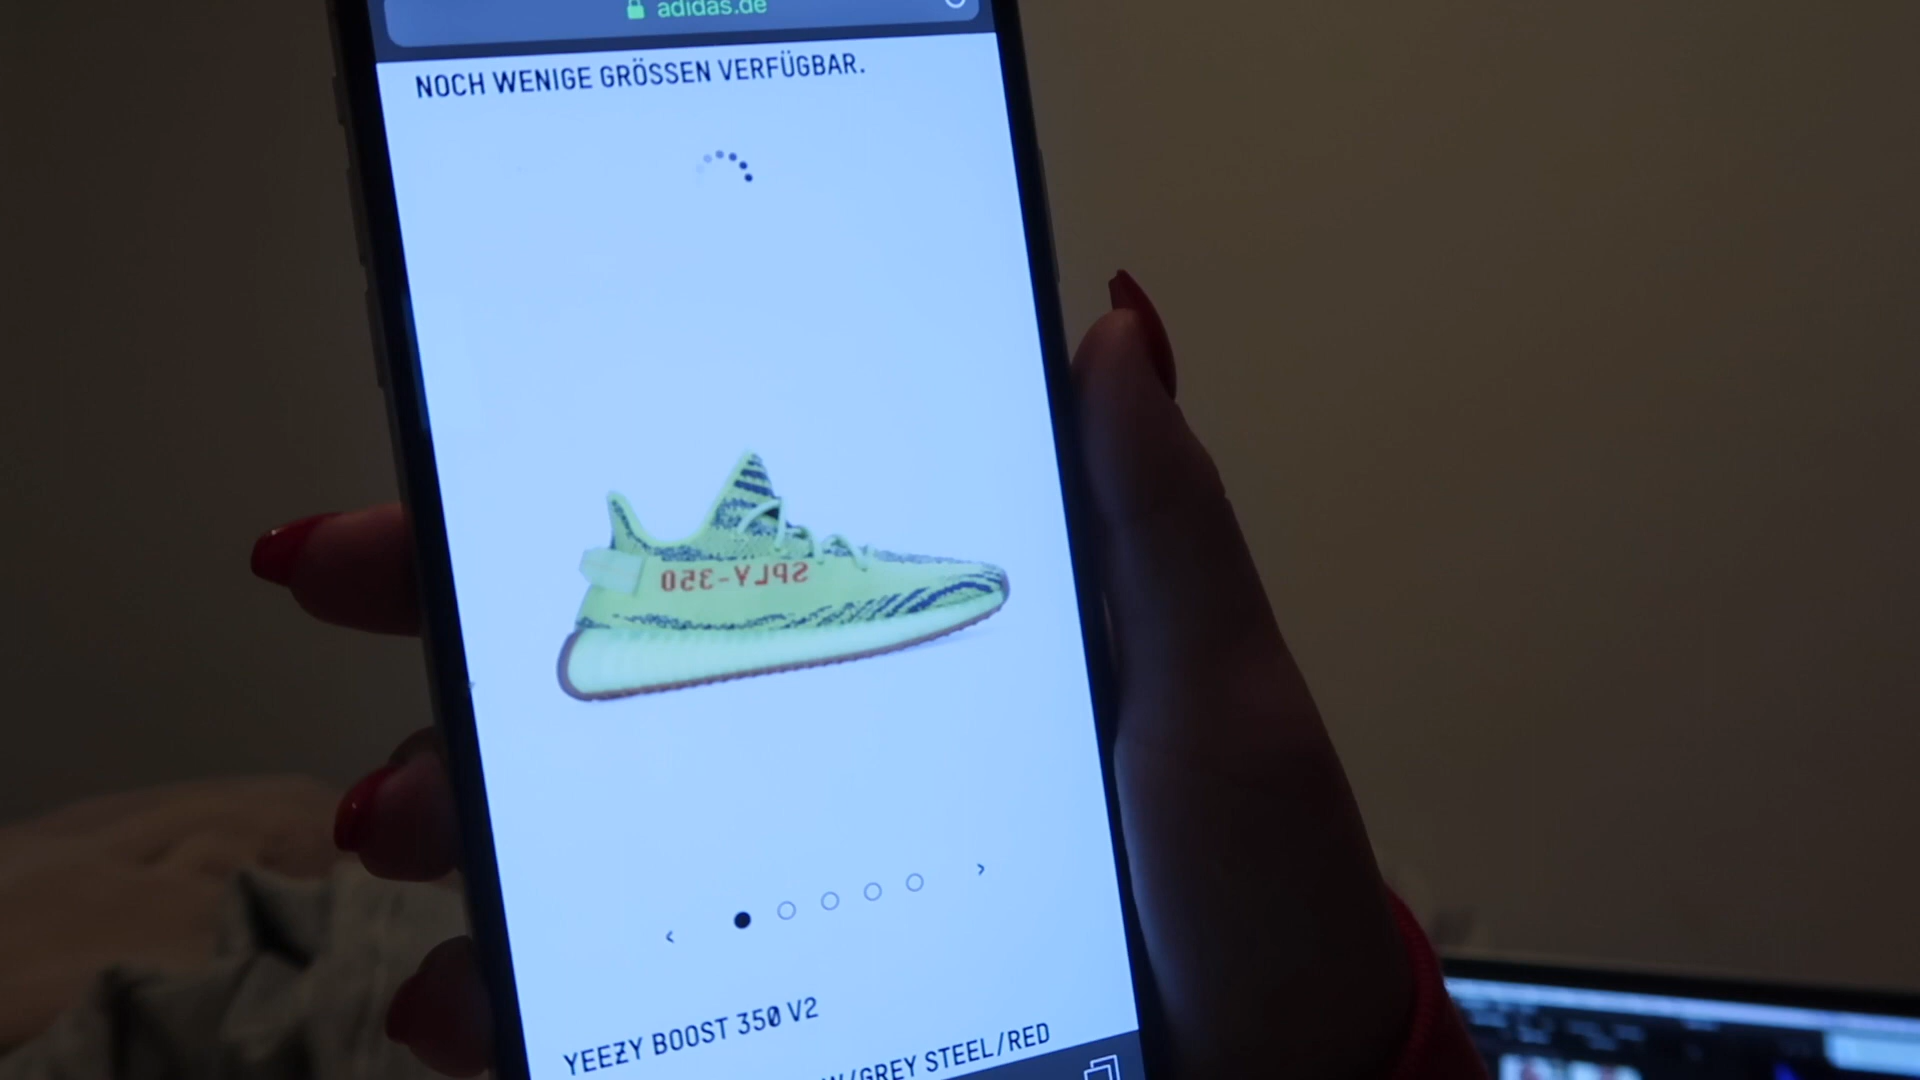 adidas.de
NOCH WENIGE GRÖSSEN VERFÜGBAR.
SPLY-350
YEEZY BOOST 350 V2
/GREY STEEL/RED